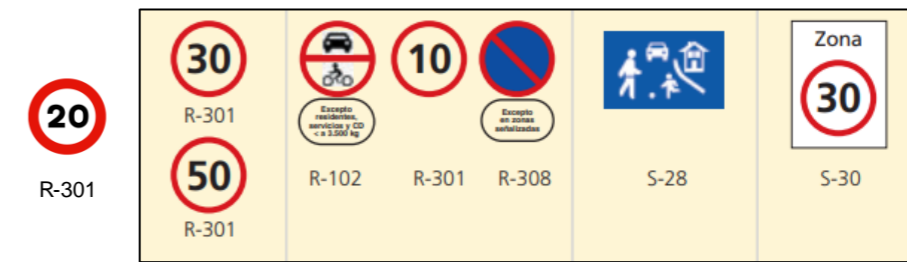 20
R-301
30
R-301
50
R-301
Excepto
residentes,
servicios y CD
< a 3.500 kg
R-102
10
R-301
Excepto
en zonas
señalizadas
R-308
S-28
Zona
30
S-30